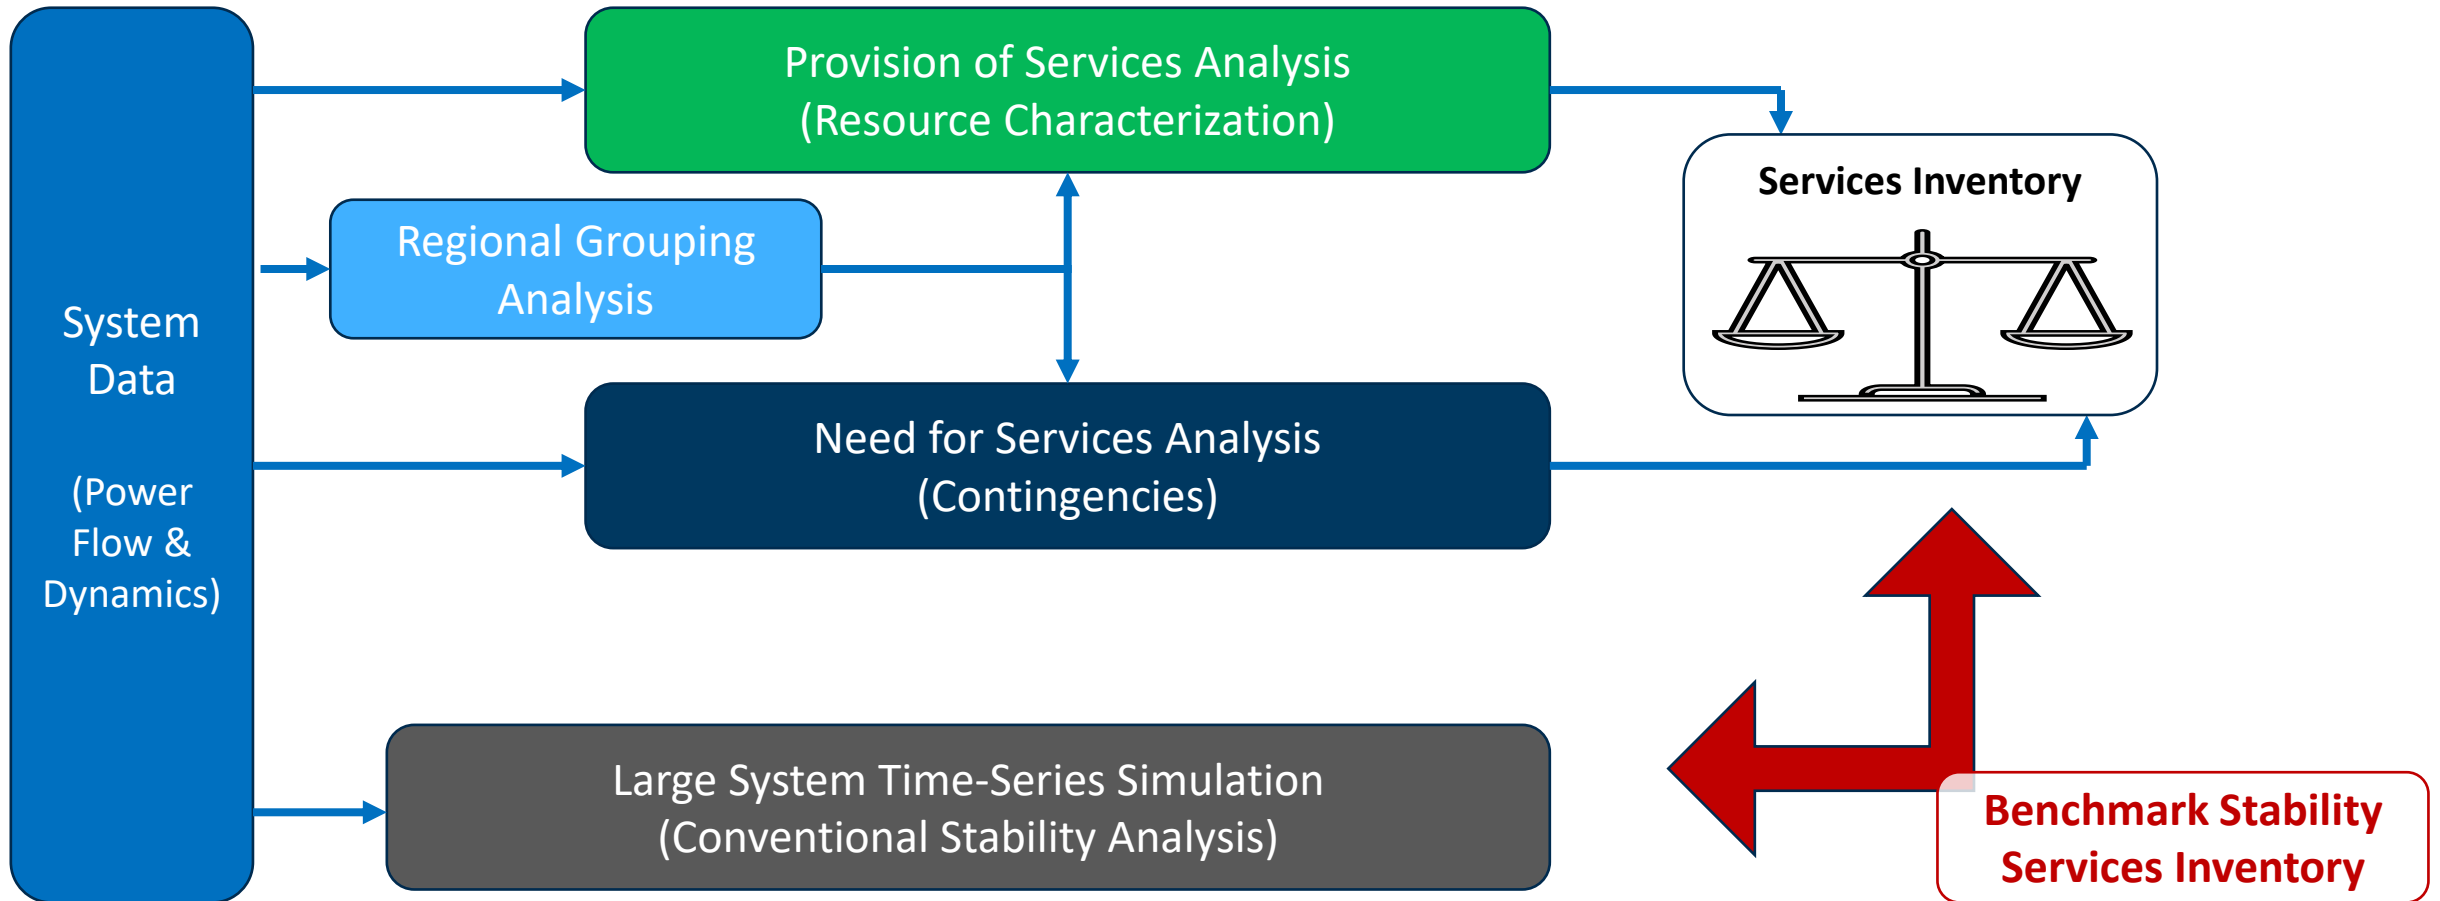 System
Data
(Power
Flow &
Dynamics)
Provision of Services Analysis
(Resource Characterization)
Regional Grouping
Analysis
Need for Services Analysis
(Contingencies)
Large System Time-Series Simulation
(Conventional Stability Analysis)
Services Inventory
Benchmark Stability
Services Inventory